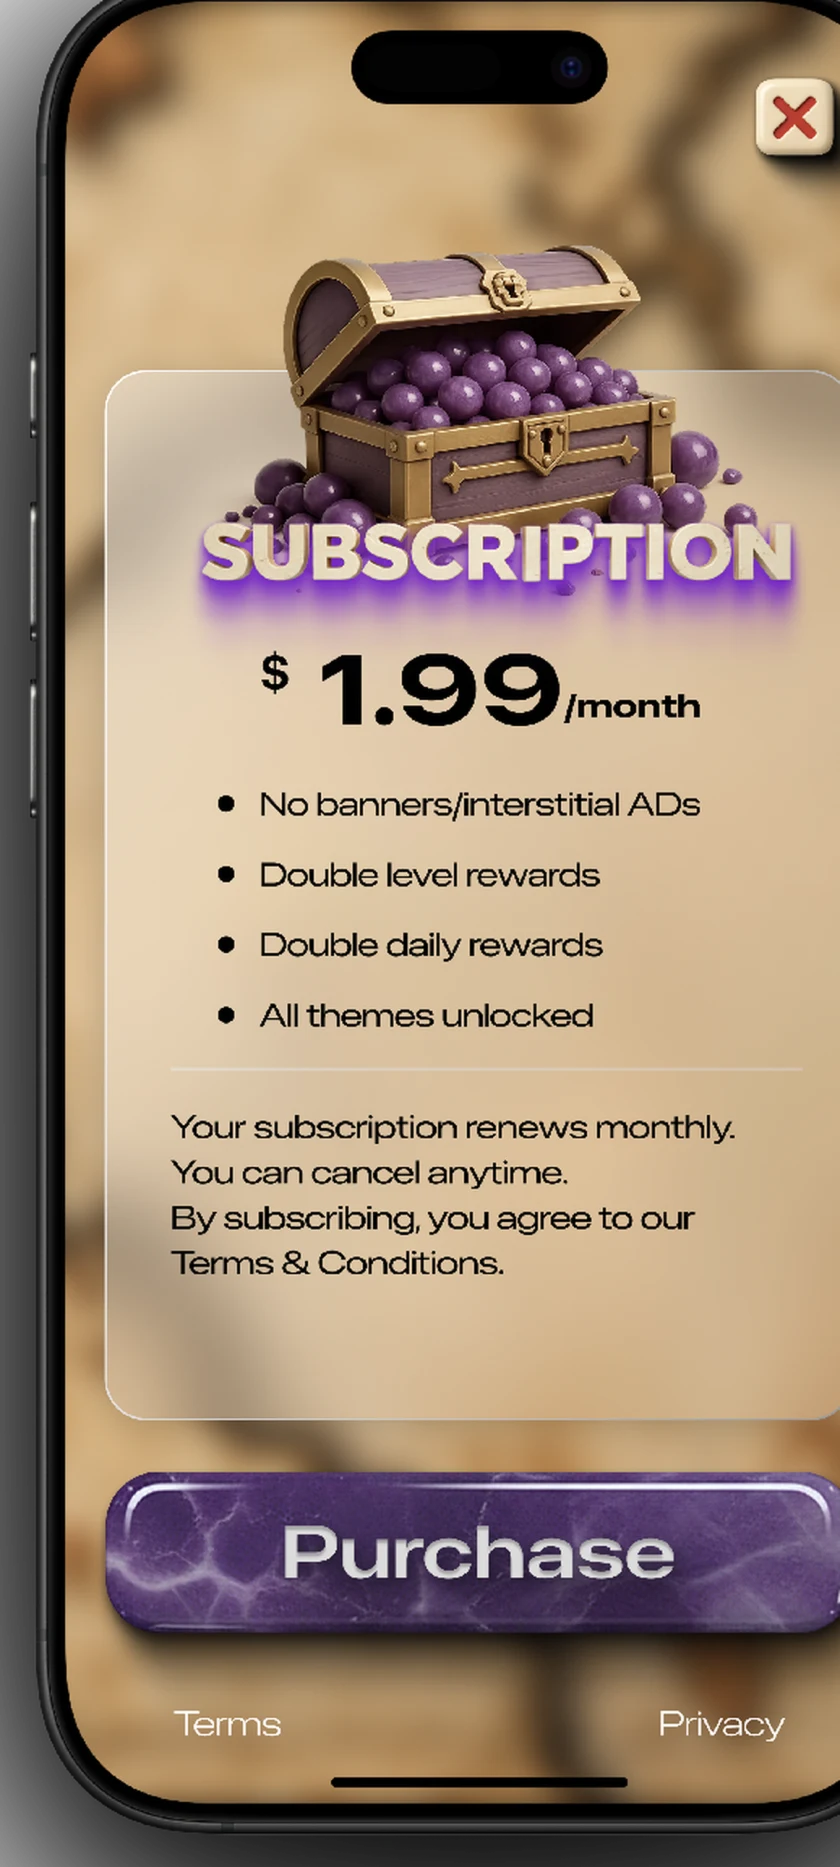 SUBSCRIPTION
$ 1.99/month
• No banners/interstitial ADs
• Double level rewards
• Double daily rewards
• All themes unlocked
Your subscription renews monthly.
You can cancel anytime.
By subscribing, you agree to our
Terms & Conditions.
Purchase
Terms Privacy